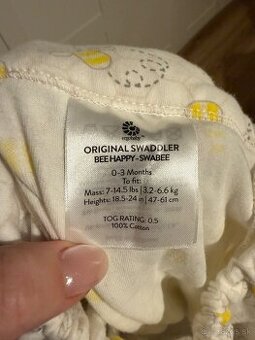 ergobaby
ORIGINAL SWADDLER
BEE HAPPY-SWABEE
0-3 Months
To fit:
Mass: 7-14.5 lbs | 3.2-6.6 kg
Heights: 18.5-24 in | 47-61 cm
TOG RATING: 0.5
100% Cotton